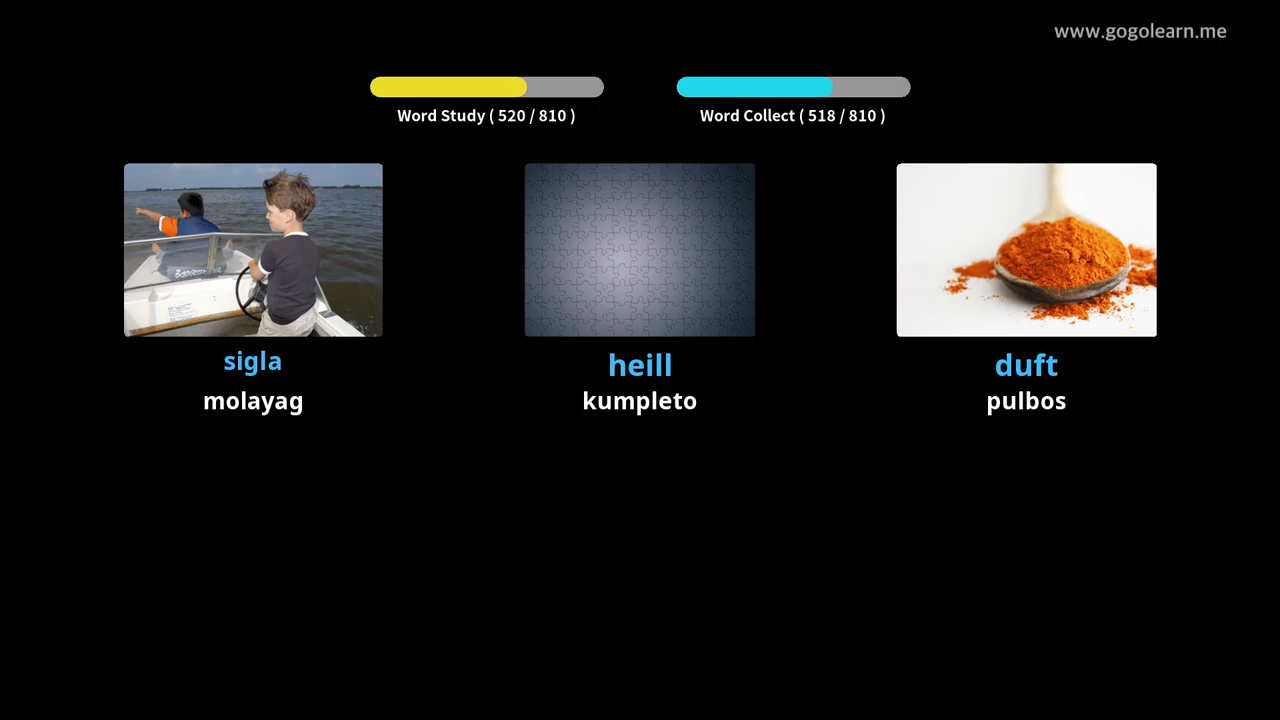 www.gogolearn.me
Word Study ( 520 / 810 )
Word Collect ( 518 / 810 )
sigla
heill
duft
molayag
kumpleto
pulbos